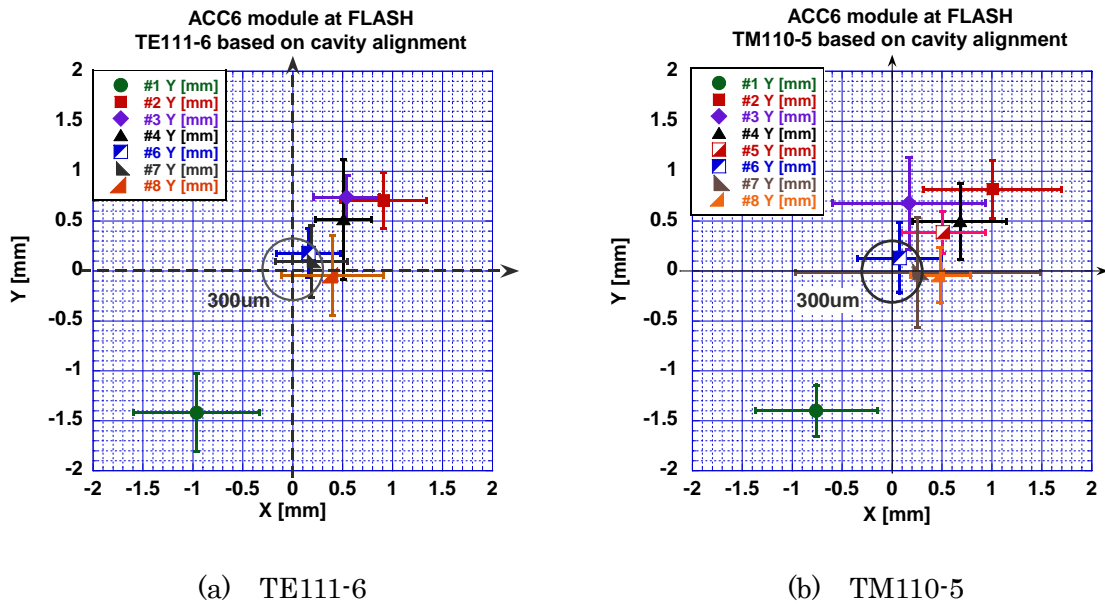 ACC6 module at FLASH
TE111-6 based on cavity alignment
2
1.5
1
0.5
0
-0.5
-1
-1.5
-2
Y [mm]
#1 Y [mm]
#2 Y [mm]
#3 Y [mm]
#4 Y [mm]
#6 Y [mm]
#7 Y [mm]
#8 Y [mm]
300um
-2 -1.5 -1 -0.5 0 0.5 1 1.5 2
X [mm]
(a) TE111-6
ACC6 module at FLASH
TM110-5 based on cavity alignment
2
1.5
1
0.5
0
-0.5
-1
-1.5
-2
Y [mm]
#1 Y [mm]
#2 Y [mm]
#3 Y [mm]
#4 Y [mm]
#5 Y [mm]
#6 Y [mm]
#7 Y [mm]
#8 Y [mm]
300um
-2 -1.5 -1 -0.5 0 0.5 1 1.5 2
X [mm]
(b) TM110-5